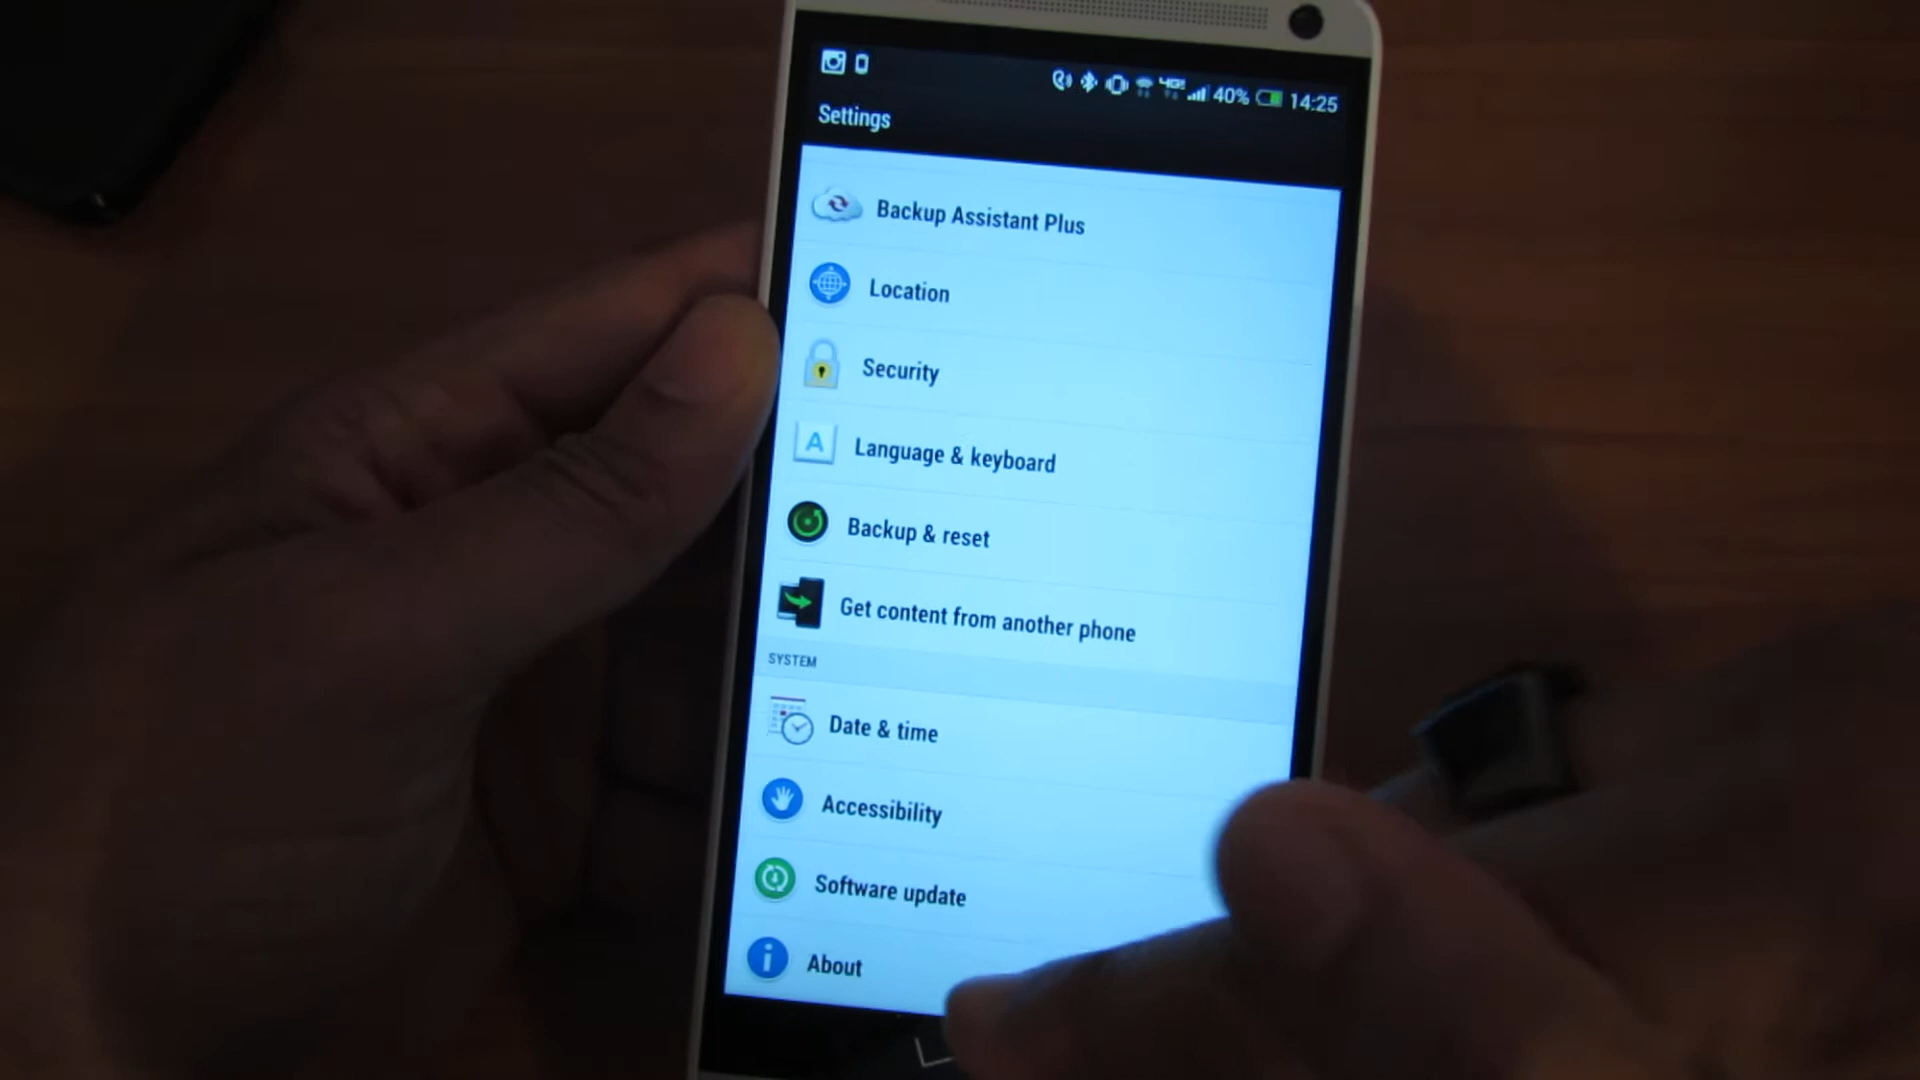 4G 40% 14:25
Settings
Backup Assistant Plus
Location
Security
A Language & keyboard
Backup & reset
Get content from another phone
SYSTEM
Date & time
Accessibility
Software update
About